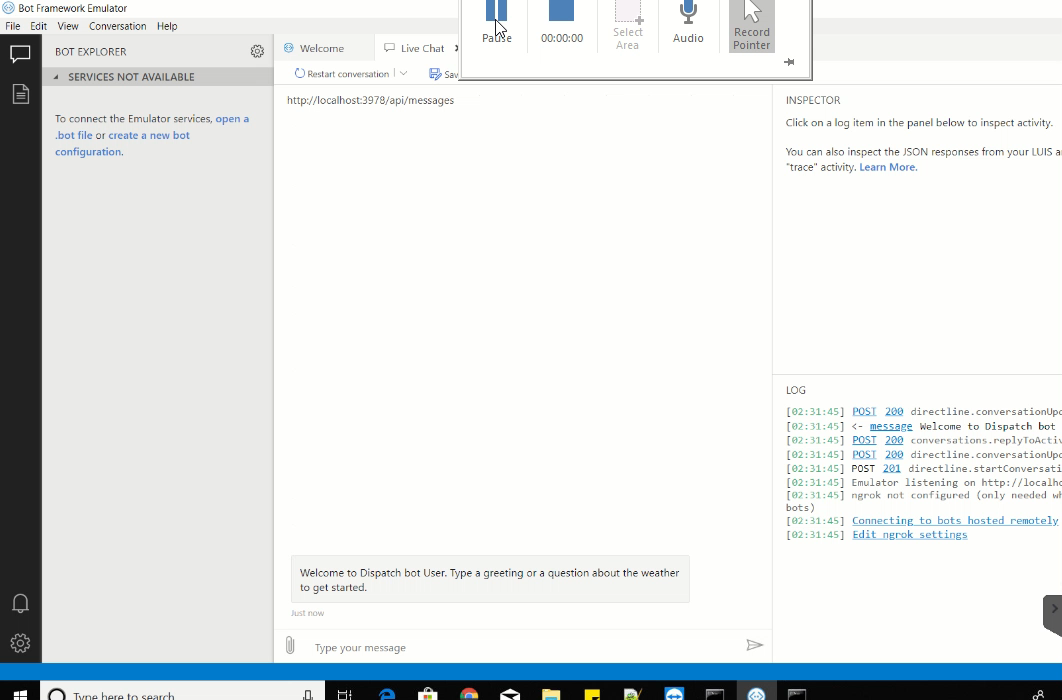 Bot Framework Emulator
File Edit View Conversation Help
Pause
00:00:00
Select
Area
Audio
Record
Pointer
BOT EXPLORER
SERVICES NOT AVAILABLE
To connect the Emulator services, open a
.bot file or create a new bot
configuration.
Welcome
Live Chat
Restart conversation
http://localhost:3978/api/messages
Welcome to Dispatch bot User. Type a greeting or a question about the weather
to get started.
Just now
Type your message
INSPECTOR
Click on a log item in the panel below to inspect activity.
You can also inspect the JSON responses from your LUIS
"trace" activity. Learn More.
LOG
[02:31:45] POST 200 directline.conversationUp
[02:31:45] <- message Welcome to Dispatch bot
[02:31:45] POST 200 conversations.replyToActiv
[02:31:45] POST 200 directline.conversationUp
[02:31:45] POST 201 directline.startConversati
[02:31:45] Emulator listening on http://localho
[02:31:45] ngrok not configured (only needed wh
bots)
[02:31:45] Connecting to bots hosted remotely
[02:31:45] Edit ngrok settings
Type here to search